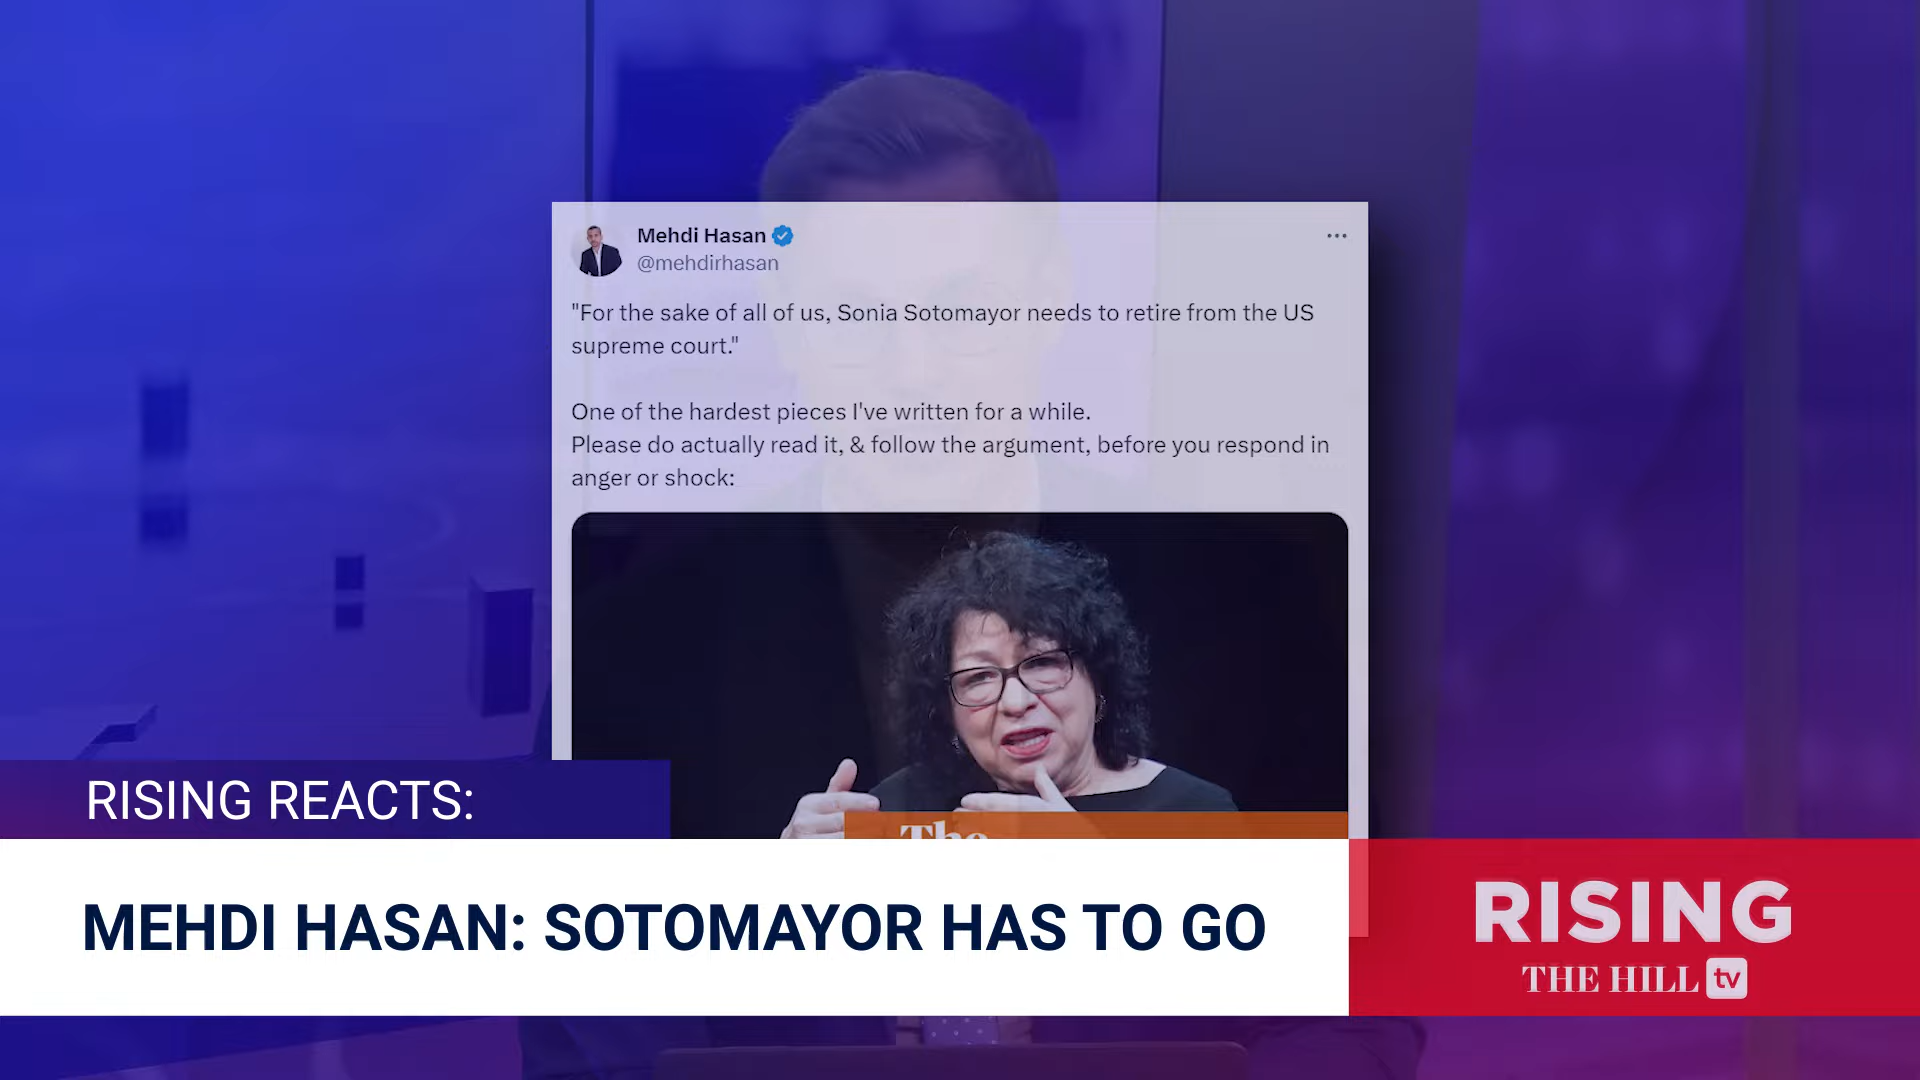 Mehdi Hasan
@mehdirhasan
"For the sake of all of us, Sonia Sotomayor needs to retire from the US
supreme court."
One of the hardest pieces I've written for a while.
Please do actually read it, & follow the argument, before you respond in
anger or shock:
The
RISING REACTS:
MEHDI HASAN: SOTOMAYOR HAS TO GO
RISING
THE HILL tv